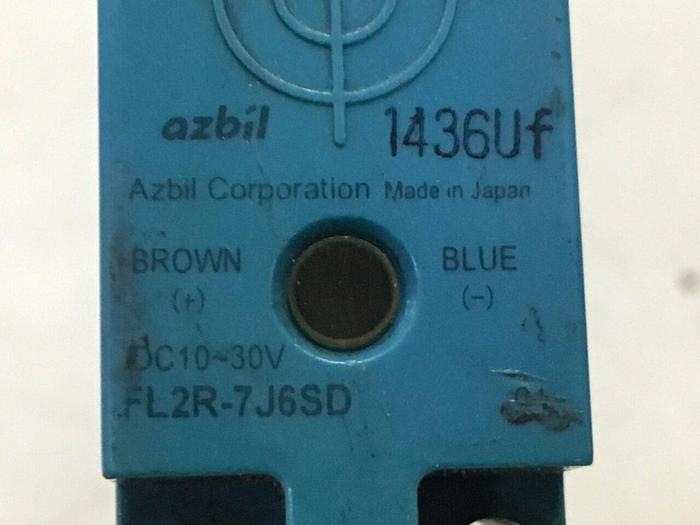 azbil 1436Uf
Azbil Corporation Made in Japan
BROWN BLUE
(+) (-)
DC10~30V
FL2R-7J6SD